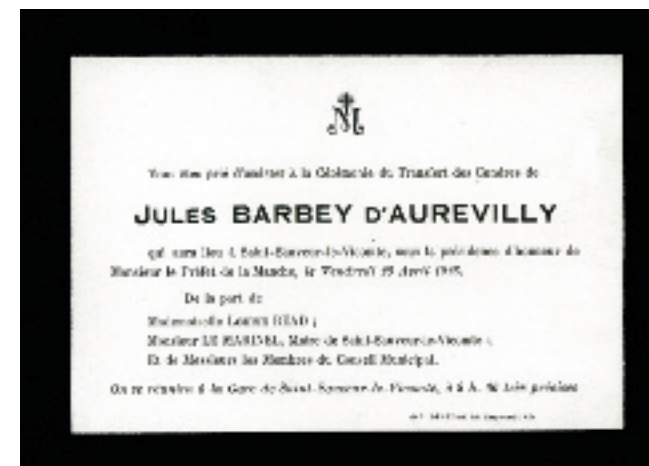 Vous êtes prié d'assister à la Cérémonie du Transfert des Cendres de
JULES BARBEY D'AUREVILLY
qui aura lieu à Saint-Sauveur-le-Vicomte, sous la présidence d'honneur de
Monsieur le Préfet de la Manche, le Vendredi Avril
De la part de
Mademoiselle Louise READ ;
Monsieur LE MARINEL, Maire de Saint-Sauveur-le-Vicomte ;
Et de Messieurs les Membres du Conseil Municipal.
On se réunira à la Gare de Saint-Sauveur-le-Vicomte, à h. très précises